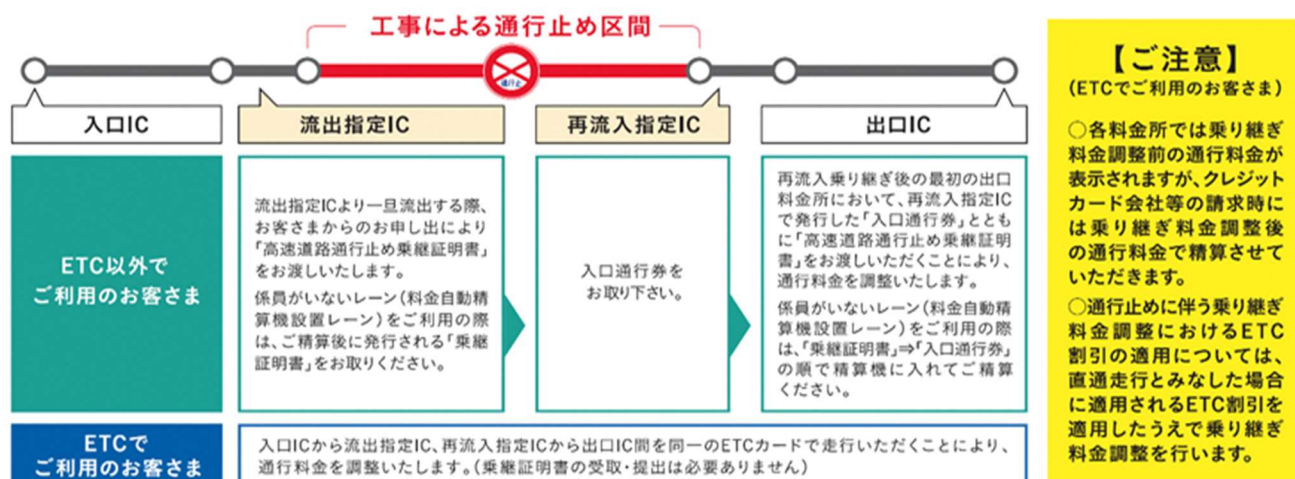 工事による通行止め区間
通行止
入口IC
流出指定IC
再流入指定IC
出口IC
ETC以外で
ご利用のお客さま
流出指定ICより一旦流出する際、
お客さまからのお申し出により
「高速道路通行止め乗継証明書」
をお渡しいたします。
係員がいないレーン(料金自動精
算機設置レーン)をご利用の際
は、ご精算後に発行される「乗継
証明書」をお取りください。
入口通行券を
お取り下さい。
再流入乗り継ぎ後の最初の出口
料金所において、再流入指定IC
で発行した「入口通行券」ととも
に「高速道路通行止め乗継証明
書」をお渡しいただくことにより、
通行料金を調整いたします。
係員がいないレーン(料金自動精
算機設置レーン)をご利用の際
は、「乗継証明書」⇒「入口通行券」
の順で精算機に入れてご精算
ください。
ETCで
ご利用のお客さま
入口ICから流出指定IC、再流入指定ICから出口IC間を同一のETCカードで走行いただくことにより、
通行料金を調整いたします。(乗継証明書の受取・提出は必要ありません)
【ご注意】
(ETCでご利用のお客さま)
○各料金所では乗り継ぎ
料金調整前の通行料金が
表示されますが、クレジット
カード会社等の請求時に
は乗り継ぎ料金調整後
の通行料金で精算させて
いただきます。
○通行止めに伴う乗り継ぎ
料金調整におけるETC
割引の適用については、
直通走行とみなした場合
に適用されるETC割引を
適用したうえで乗り継ぎ
料金調整を行います。